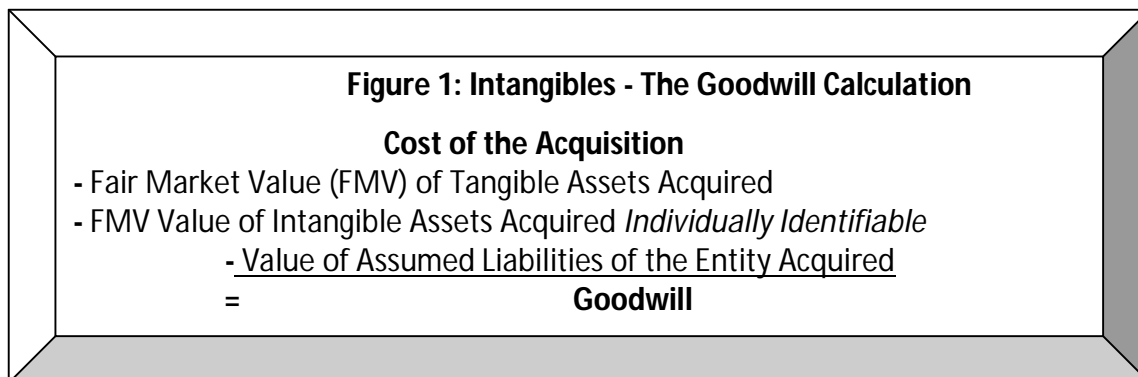 Figure 1: Intangibles - The Goodwill Calculation
Cost of the Acquisition
- Fair Market Value (FMV) of Tangible Assets Acquired
- FMV Value of Intangible Assets Acquired Individually Identifiable
- Value of Assumed Liabilities of the Entity Acquired
= Goodwill